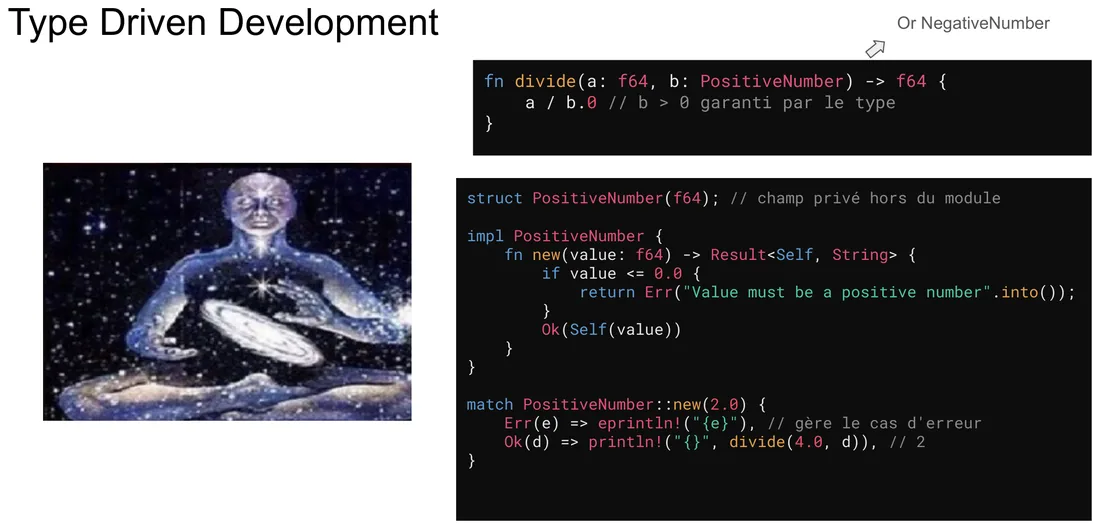 Type Driven Development
Or NegativeNumber
fn divide(a: f64, b: PositiveNumber) -> f64 {
    a / b.0 // b > 0 garanti par le type
}
struct PositiveNumber(f64); // champ privé hors du module
impl PositiveNumber {
    fn new(value: f64) -> Result<Self, String> {
        if value <= 0.0 {
            return Err("Value must be a positive number".into());
        }
        Ok(Self(value))
    }
}
match PositiveNumber::new(2.0) {
    Err(e) => eprintln!("{e}"), // gère le cas d'erreur
    Ok(d) => println!("{}", divide(4.0, d)), // 2
}